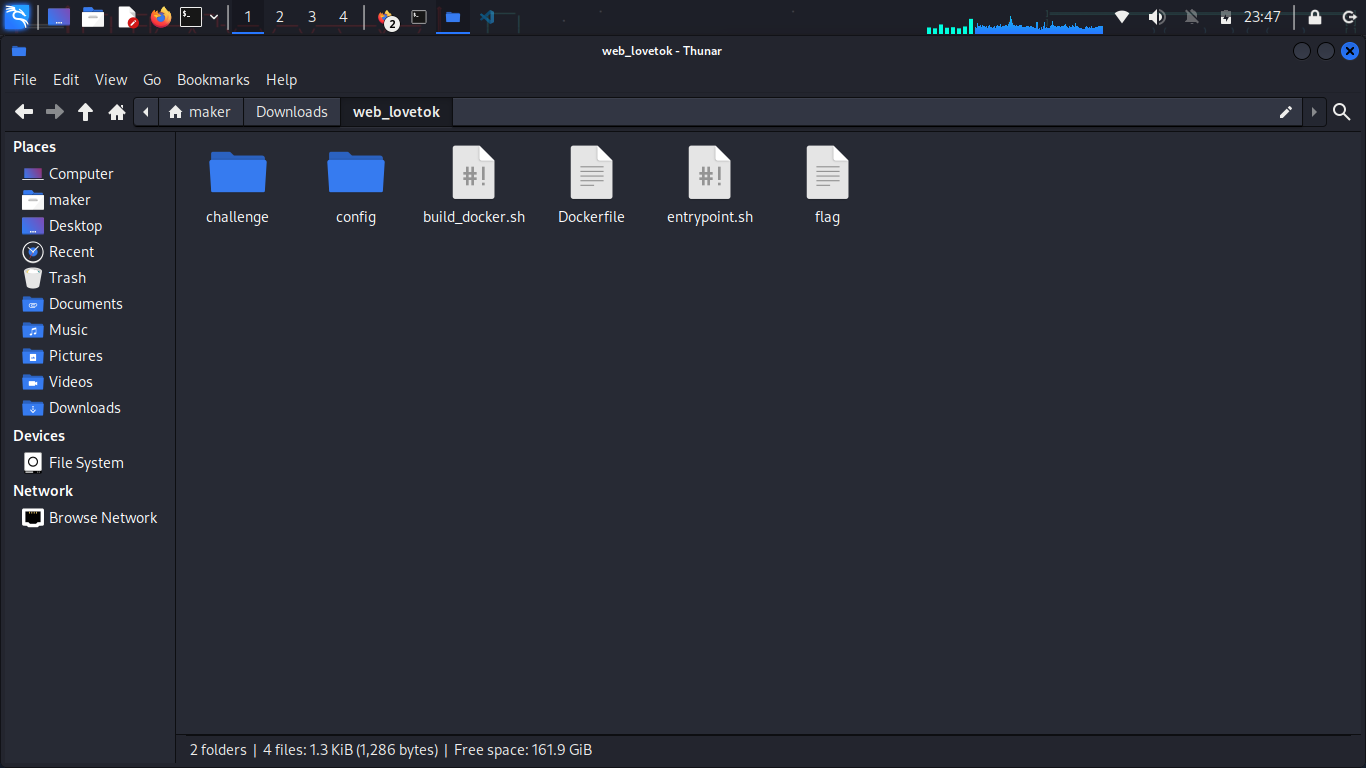 1 2 3 4 2 23:47
web_lovetok - Thunar
File Edit View Go Bookmarks Help
maker Downloads web_lovetok
Places
Computer
maker
Desktop
Recent
Trash
Documents
Music
Pictures
Videos
Downloads
Devices
File System
Network
Browse Network
#! #!
challenge config build_docker.sh Dockerfile entrypoint.sh flag
2 folders | 4 files: 1.3 KiB (1,286 bytes) | Free space: 161.9 GiB